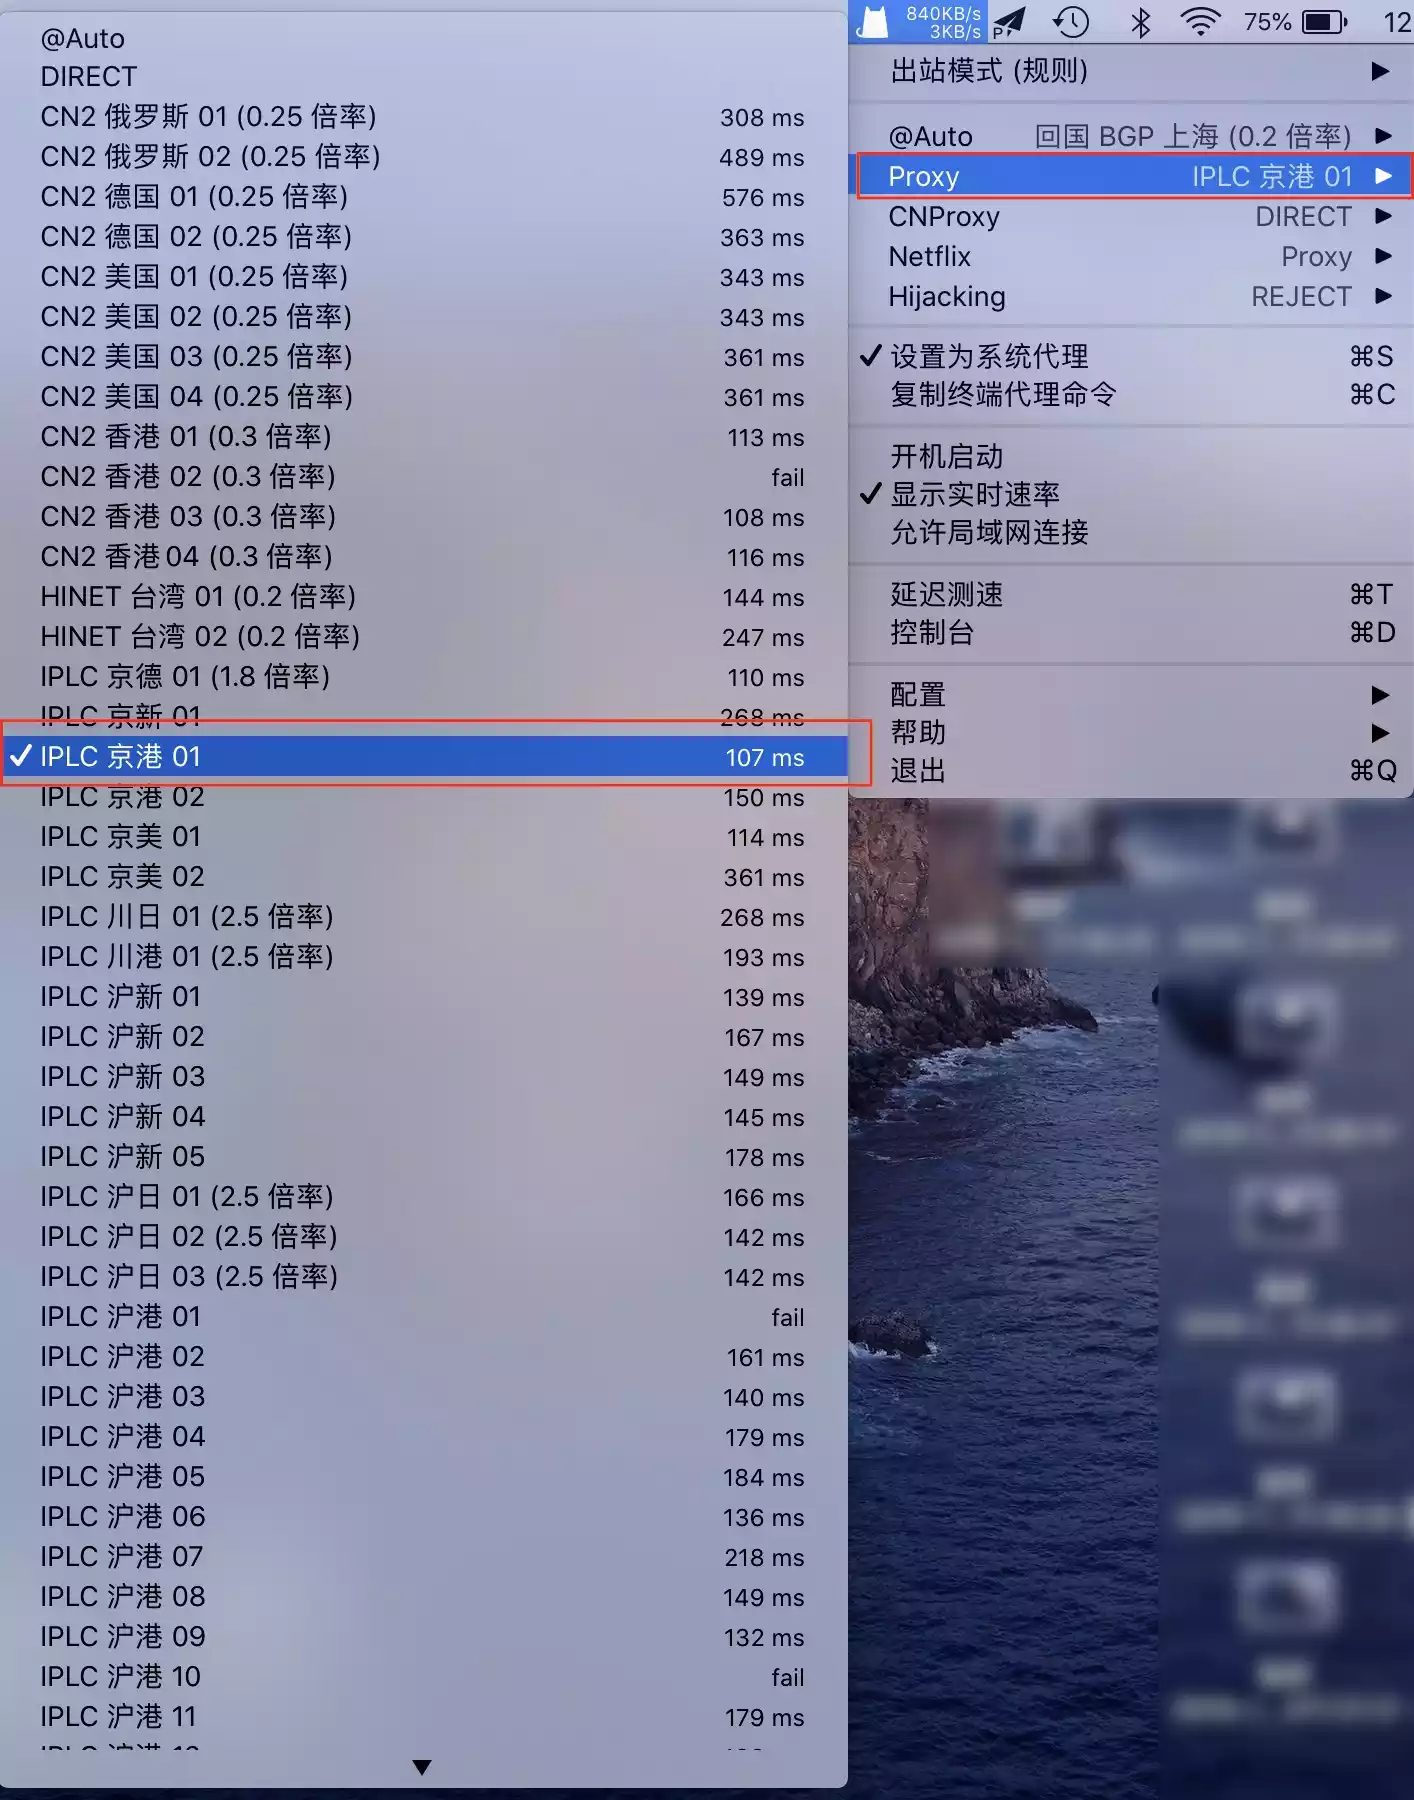 840KB/s
3KB/s
75%
12
出站模式 (规则)
@Auto 回国 BGP 上海 (0.2 倍率)
Proxy IPLC 京港 01
CNProxy DIRECT
Netflix Proxy
Hijacking REJECT
设置为系统代理 ⌘S
复制终端代理命令 ⌘C
开机启动
显示实时速率
允许局域网连接
延迟测速 ⌘T
控制台 ⌘D
配置
帮助
退出 ⌘Q
@Auto
DIRECT
CN2 俄罗斯 01 (0.25 倍率) 308 ms
CN2 俄罗斯 02 (0.25 倍率) 489 ms
CN2 德国 01 (0.25 倍率) 576 ms
CN2 德国 02 (0.25 倍率) 363 ms
CN2 美国 01 (0.25 倍率) 343 ms
CN2 美国 02 (0.25 倍率) 343 ms
CN2 美国 03 (0.25 倍率) 361 ms
CN2 美国 04 (0.25 倍率) 361 ms
CN2 香港 01 (0.3 倍率) 113 ms
CN2 香港 02 (0.3 倍率) fail
CN2 香港 03 (0.3 倍率) 108 ms
CN2 香港04 (0.3 倍率) 116 ms
HINET 台湾 01 (0.2 倍率) 144 ms
HINET 台湾 02 (0.2 倍率) 247 ms
IPLC 京德 01 (1.8 倍率) 110 ms
IPLC 京新 01 268 ms
IPLC 京港 01 107 ms
IPLC 京港 02 150 ms
IPLC 京美 01 114 ms
IPLC 京美 02 361 ms
IPLC 川日 01 (2.5 倍率) 268 ms
IPLC 川港 01 (2.5 倍率) 193 ms
IPLC 沪新 01 139 ms
IPLC 沪新 02 167 ms
IPLC 沪新 03 149 ms
IPLC 沪新 04 145 ms
IPLC 沪新 05 178 ms
IPLC 沪日 01 (2.5 倍率) 166 ms
IPLC 沪日 02 (2.5 倍率) 142 ms
IPLC 沪日 03 (2.5 倍率) 142 ms
IPLC 沪港 01 fail
IPLC 沪港 02 161 ms
IPLC 沪港 03 140 ms
IPLC 沪港 04 179 ms
IPLC 沪港 05 184 ms
IPLC 沪港 06 136 ms
IPLC 沪港 07 218 ms
IPLC 沪港 08 149 ms
IPLC 沪港 09 132 ms
IPLC 沪港 10 fail
IPLC 沪港 11 179 ms